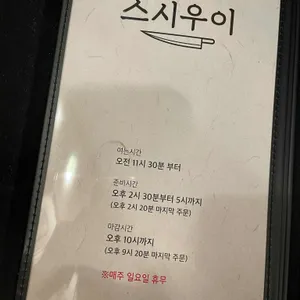 스시우이
여는시간
오전 11시 30분 부터
준비시간
오후 2시 30분부터 5시까지
(오후 2시 20분 마지막 주문)
마감시간
오후 10시까지
(오후 9시 20분 마지막 주문)
※매주 일요일 휴무